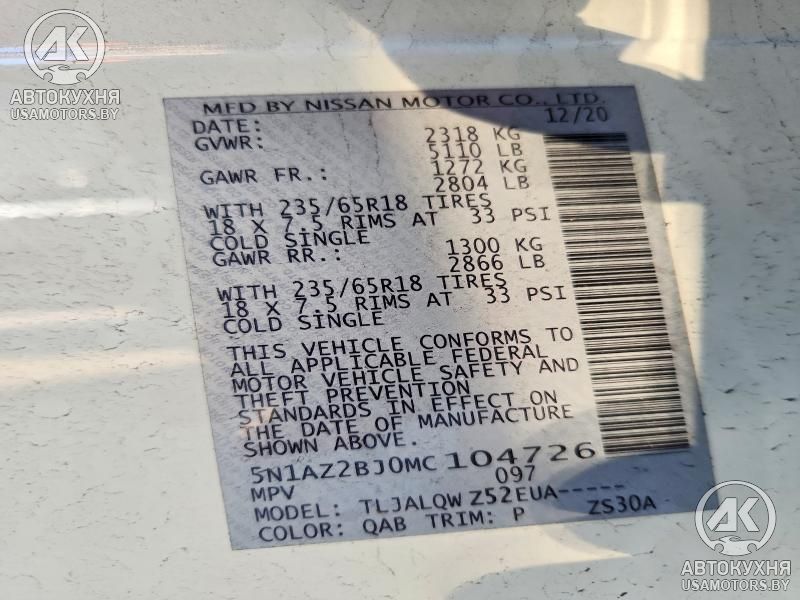 АК
АВТОКУХНЯ
USAMOTORS.BY
MFD BY NISSAN MOTOR CO., LTD.
DATE: 12/20
GVWR: 2318 KG
5110 LB
GAWR FR.: 1272 KG
2804 LB
WITH 235/65R18 TIRES
18 X 7.5 RIMS AT 33 PSI
COLD SINGLE
GAWR RR.: 1300 KG
2866 LB
WITH 235/65R18 TIRES
18 X 7.5 RIMS AT 33 PSI
COLD SINGLE
THIS VEHICLE CONFORMS TO
ALL APPLICABLE FEDERAL
MOTOR VEHICLE SAFETY AND
THEFT PREVENTION
STANDARDS IN EFFECT ON
THE DATE OF MANUFACTURE
SHOWN ABOVE.
5N1AZ2BJ0MC 104726
MPV 097
MODEL: TLJALQW Z52EUA-----
COLOR: QAB TRIM: P ZS30A
АК
АВТОКУХНЯ
USAMOTORS.BY